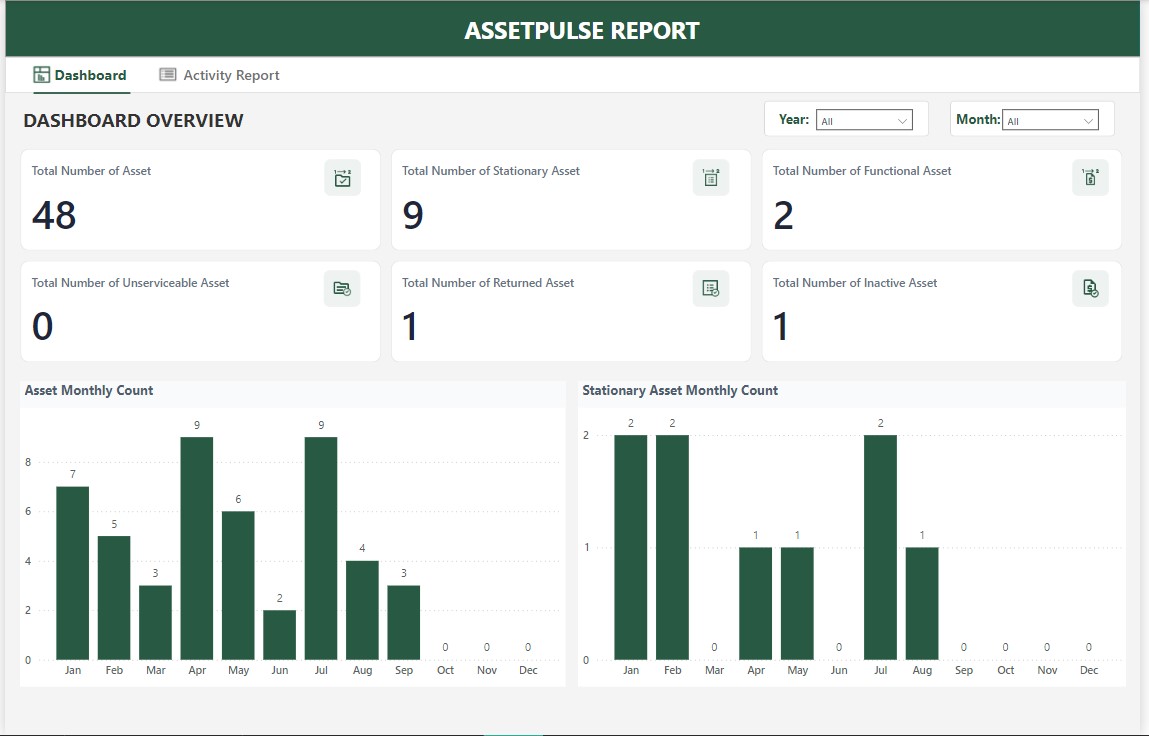 ASSETPULSE REPORT
Dashboard
Activity Report
DASHBOARD OVERVIEW
Year: All
Month: All
Total Number of Asset
48
Total Number of Stationary Asset
9
Total Number of Functional Asset
2
Total Number of Unserviceable Asset
0
Total Number of Returned Asset
1
Total Number of Inactive Asset
1
Asset Monthly Count
8
6
4
2
0
7
5
3
9
6
2
9
4
3
0
0
0
Jan Feb Mar Apr May Jun Jul Aug Sep Oct Nov Dec
Stationary Asset Monthly Count
2
1
0
2
2
0
1
1
0
2
1
0
0
0
0
Jan Feb Mar Apr May Jun Jul Aug Sep Oct Nov Dec